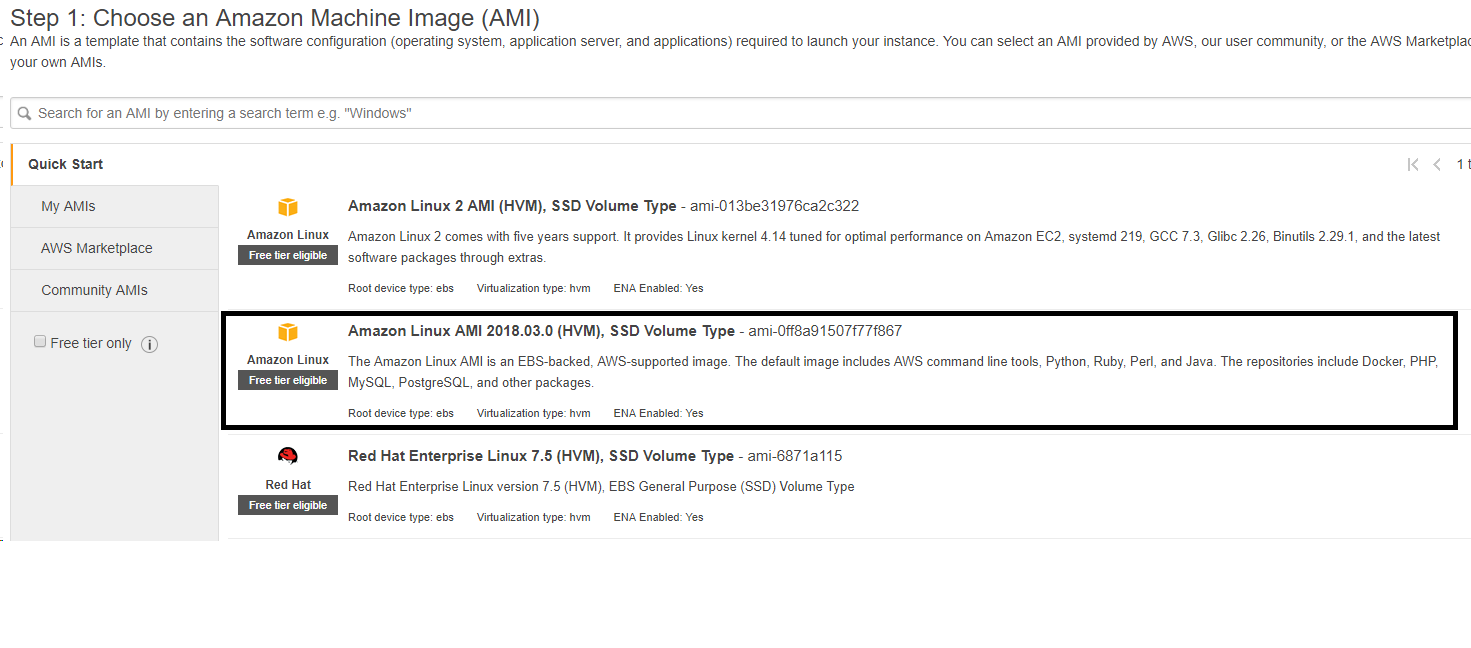 Step 1: Choose an Amazon Machine Image (AMI)
An AMI is a template that contains the software configuration (operating system, application server, and applications) required to launch your instance. You can select an AMI provided by AWS, our user community, or the AWS Marketplac
your own AMIs.
Search for an AMI by entering a search term e.g. "Windows"
Quick Start
1 t
My AMIs
AWS Marketplace
Community AMIs
Free tier only
Amazon Linux
Free tier eligible
Amazon Linux 2 AMI (HVM), SSD Volume Type - ami-013be31976ca2c322
Amazon Linux 2 comes with five years support. It provides Linux kernel 4.14 tuned for optimal performance on Amazon EC2, systemd 219, GCC 7.3, Glibc 2.26, Binutils 2.29.1, and the latest
software packages through extras.
Root device type: ebs Virtualization type: hvm ENA Enabled: Yes
Amazon Linux
Free tier eligible
Amazon Linux AMI 2018.03.0 (HVM), SSD Volume Type - ami-0ff8a91507f77f867
The Amazon Linux AMI is an EBS-backed, AWS-supported image. The default image includes AWS command line tools, Python, Ruby, Perl, and Java. The repositories include Docker, PHP,
MySQL, PostgreSQL, and other packages.
Root device type: ebs Virtualization type: hvm ENA Enabled: Yes
Red Hat
Free tier eligible
Red Hat Enterprise Linux 7.5 (HVM), SSD Volume Type - ami-6871a115
Red Hat Enterprise Linux version 7.5 (HVM), EBS General Purpose (SSD) Volume Type
Root device type: ebs Virtualization type: hvm ENA Enabled: Yes